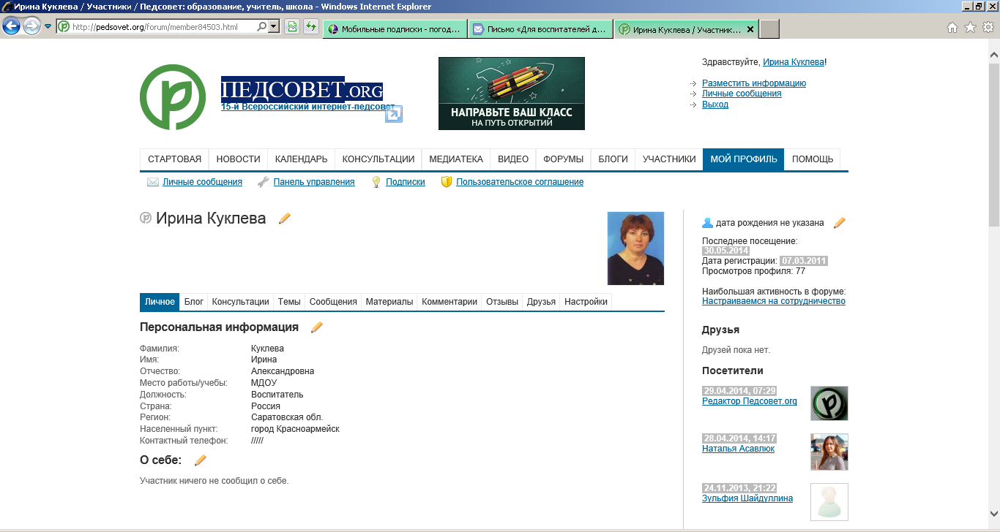 Ирина Куклева / Участники / Педсовет: образование, учитель, школа - Windows Internet Explorer
http://pedsovet.org/forum/member84503.html
Мобильные подписки - погод...
Письмо «Для воспитателей д...
Ирина Куклева / Участник...
ПЕДСОВЕТ.ORG
15-й Всероссийский интернет-педсовет
НАПРАВЬТЕ ВАШ КЛАСС
НА ПУТЬ ОТКРЫТИЙ
Здравствуйте, Ирина Куклева!
Разместить информацию
Личные сообщения
Выход
СТАРТОВАЯ НОВОСТИ КАЛЕНДАРЬ КОНСУЛЬТАЦИИ МЕДИАТЕКА ВИДЕО ФОРУМЫ БЛОГИ УЧАСТНИКИ МОЙ ПРОФИЛЬ ПОМОЩЬ
Личные сообщения Панель управления Подписки Пользовательское соглашение
Ирина Куклева
Личное Блог Консультации Темы Сообщения Материалы Комментарии Отзывы Друзья Настройки
Персональная информация
Фамилия: Куклева
Имя: Ирина
Отчество: Александровна
Место работы/учебы: МДОУ
Должность: Воспитатель
Страна: Россия
Регион: Саратовская обл.
Населенный пункт: город Красноармейск
Контактный телефон: /////
О себе:
Участник ничего не сообщил о себе.
дата рождения не указана
Последнее посещение:
30.05.2014
Дата регистрации: 07.03.2011
Просмотров профиля: 77
Наибольшая активность в форуме:
Настраиваемся на сотрудничество
Друзья
Друзей пока нет.
Посетители
29.04.2014, 07:29
Редактор Педсовет.org
28.04.2014, 14:17
Наталья Асавлюк
24.11.2013, 21:22
Зульфия Шайдуллина